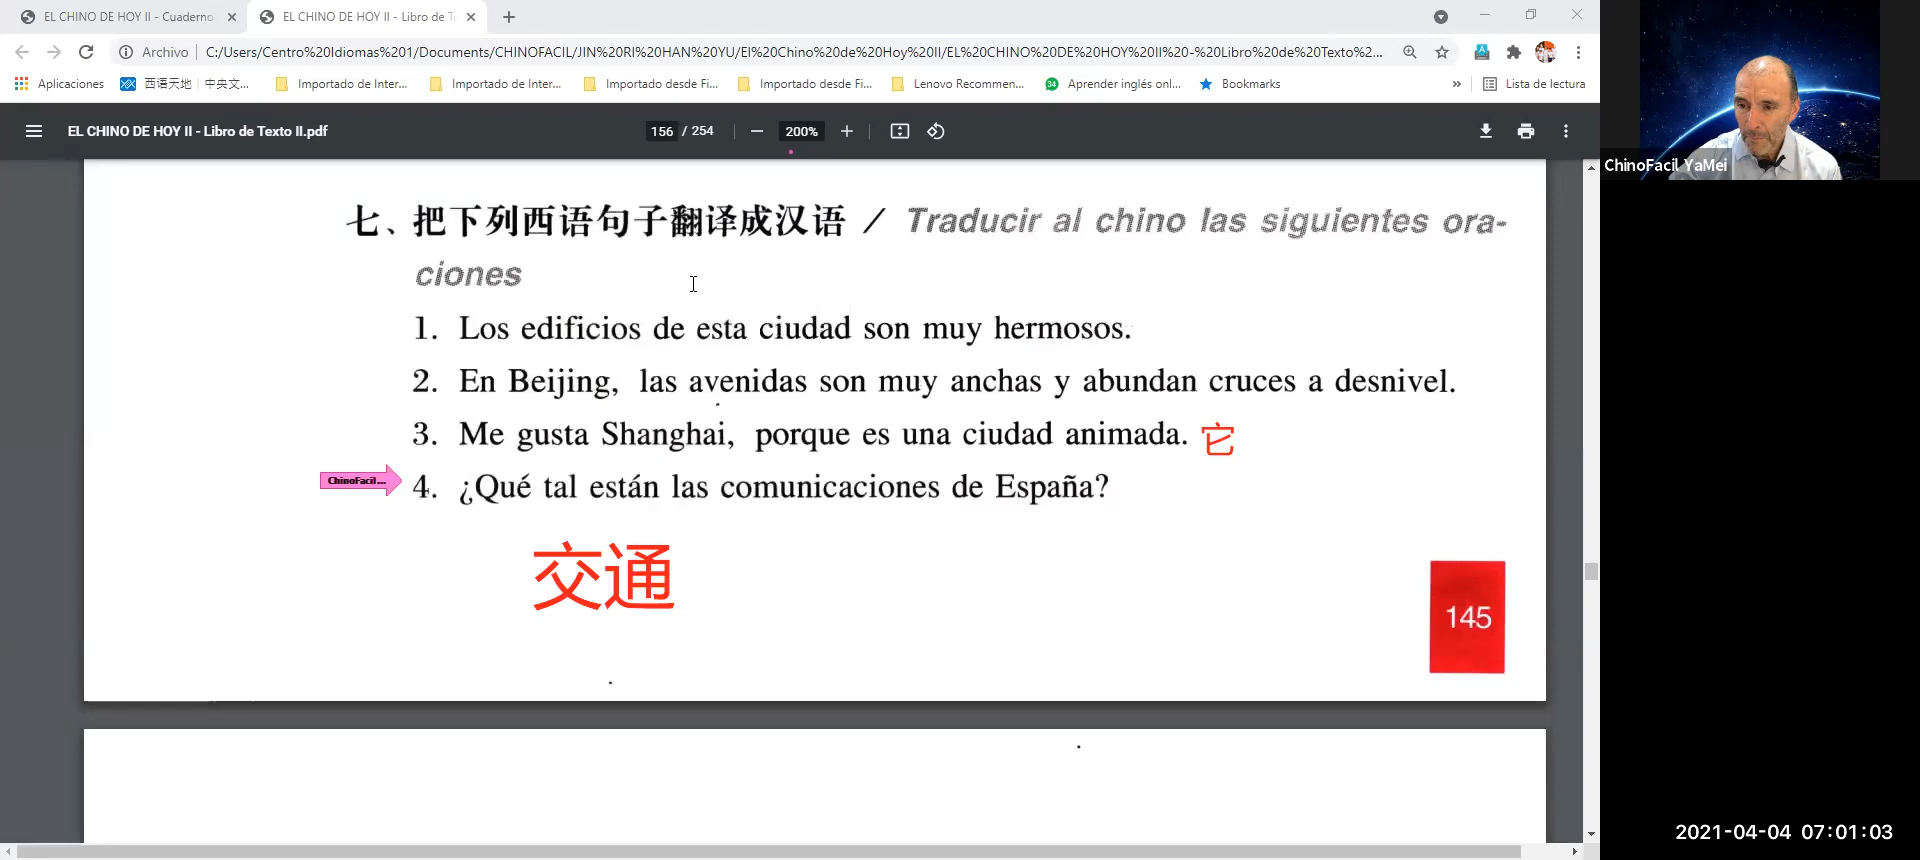 EL CHINO DE HOY II - Cuaderno
EL CHINO DE HOY II - Libro de Te
Archivo
C:/Users/Centro%20Idiomas%201/Documents/CHINOFACIL/JIN%20RI%20HAN%20YU/El%20Chino%20de%20Hoy%20II/EL%20CHINO%20DE%20HOY%20II%20-%20Libro%20de%20Texto%2...
Aplicaciones
西语天地 | 中央文...
Importado de Inter...
Importado de Inter...
Importado desde Fi...
Importado desde Fi...
Lenovo Recommen...
34 Aprender inglés onl...
Bookmarks
»
Lista de lectura
EL CHINO DE HOY II - Libro de Texto II.pdf
156 / 254
200%
ChinoFacil YaMei
七、把下列西语句子翻译成汉语 / Traducir al chino las siguientes ora-
ciones
1. Los edificios de esta ciudad son muy hermosos.
2. En Beijing, las avenidas son muy anchas y abundan cruces a desnivel.
3. Me gusta Shanghai, porque es una ciudad animada. 它
ChinoFacil...
4. ¿Qué tal están las comunicaciones de España?
交通
145
2021-04-04 07:01:03